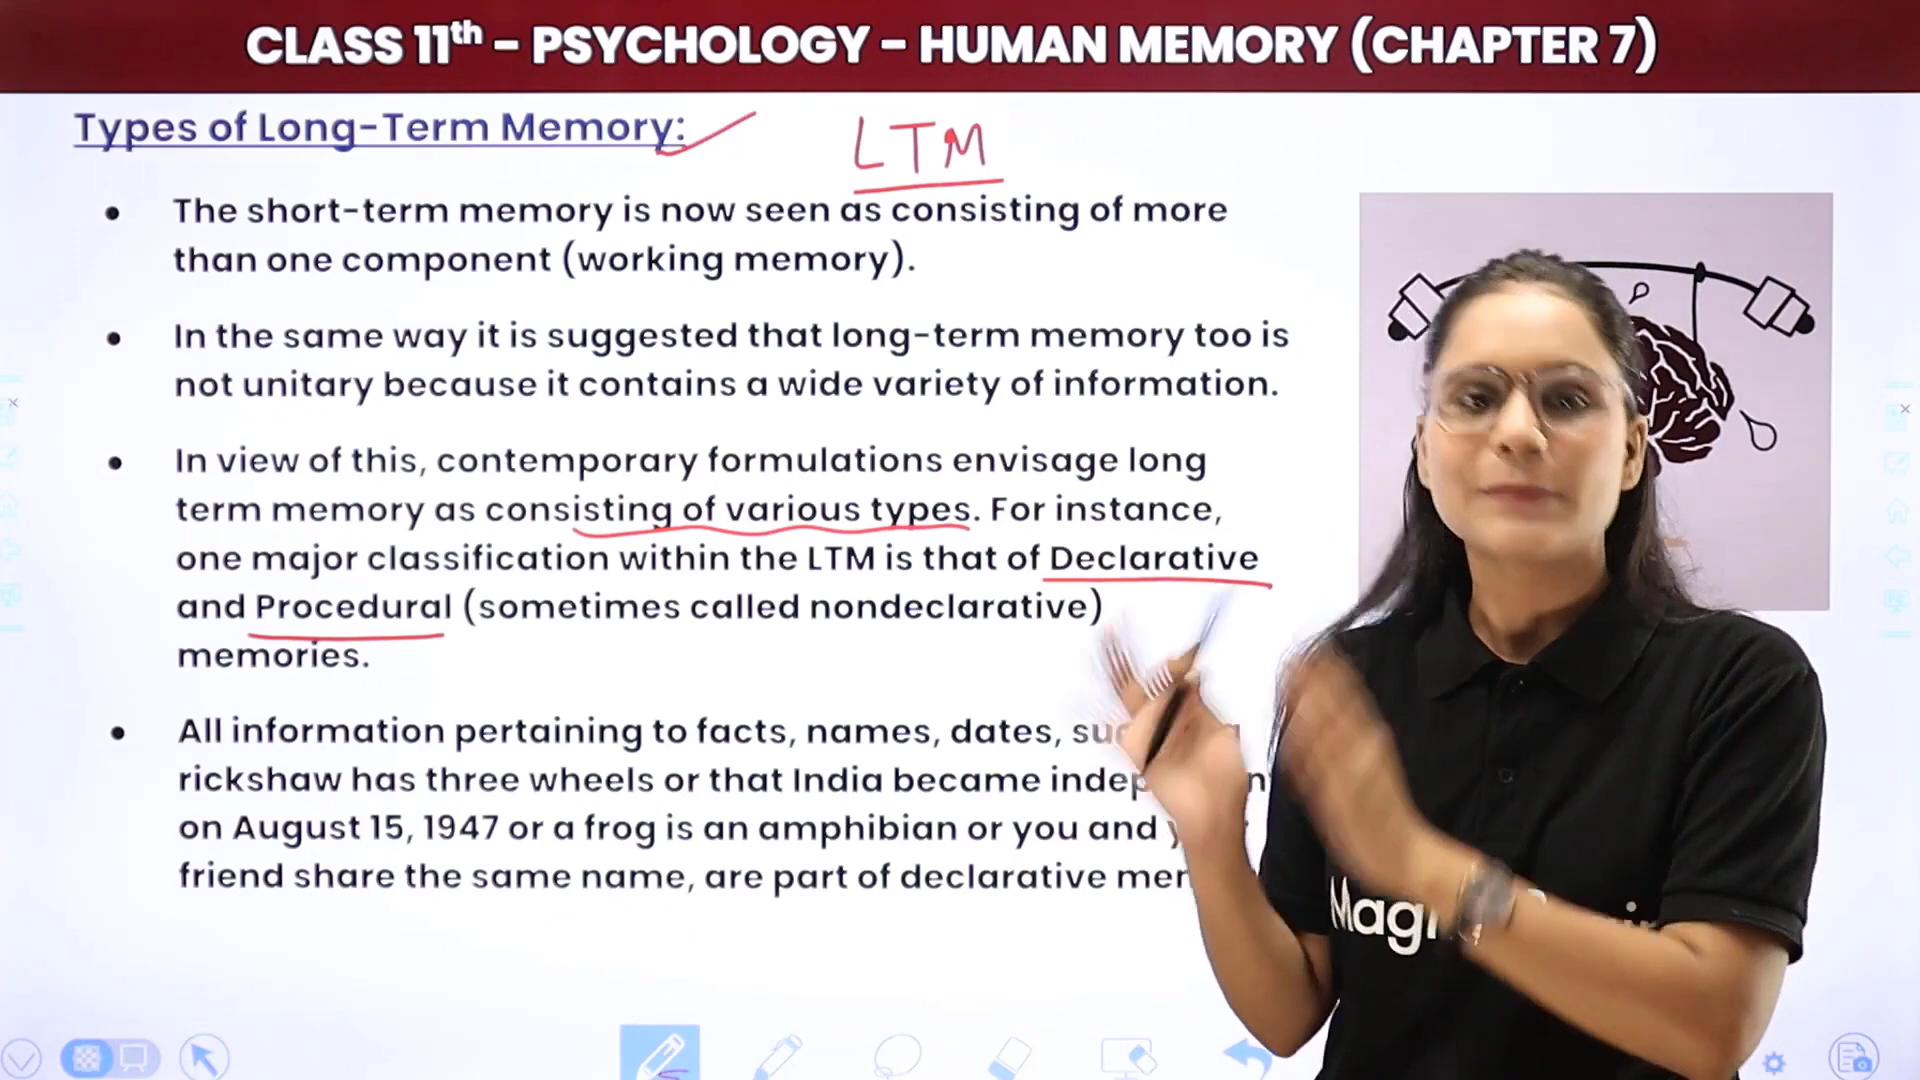 CLASS 11th - PSYCHOLOGY - HUMAN MEMORY (CHAPTER 7)
Types of Long-Term Memory:
LTM
• The short-term memory is now seen as consisting of more
than one component (working memory).
• In the same way it is suggested that long-term memory too is
not unitary because it contains a wide variety of information.
• In view of this, contemporary formulations envisage long
term memory as consisting of various types. For instance,
one major classification within the LTM is that of Declarative
and Procedural (sometimes called nondeclarative)
memories.
• All information pertaining to facts, names, dates,
rickshaw has three wheels or that India became
on August 15, 1947 or a frog is an amphibian or you and
friend share the same name, are part of declarative